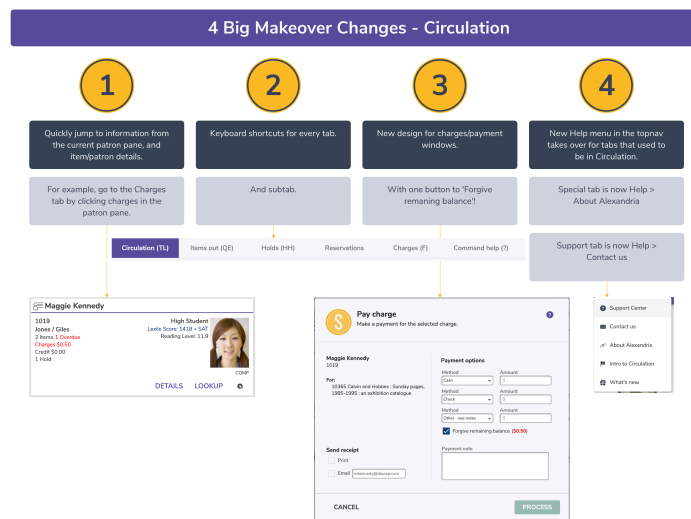 4 Big Makeover Changes - Circulation
1
2
3
4
Quickly jump to information from
the current patron pane, and
item/patron details.
Keyboard shortcuts for every tab.
New design for charges/payment
windows.
New Help menu in the topnav
takes over for tabs that used to
be in Circulation.
For example, go to the Charges
tab by clicking charges in the
patron pane.
And subtab.
With one button to 'Forgive
remaning balance'!
Special tab is now Help >
About Alexandria
Support tab is now Help >
Contact us
Circulation (TL)
Items out (QE)
Holds (HH)
Reservations
Charges (F)
Command help (?)
Maggie Kennedy
1019
Jones / Giles
2 Items, 1 Overdue
Charges $0.50
Credit $0.00
1 Hold
High Student
Lexile Score: 1418 + SAT
Reading Level: 11.9
COMP
DETAILS
LOOKUP
$
Pay charge
Make a payment for the selected charge.
?
Maggie Kennedy
1019
For:
10365 Calvin and Hobbes : Sunday pages,
1985-1995 : an exhibition catalogue
Send receipt
Print
Email
mkennedy@libprep.com
Payment options
Method
Amount
Cash
$
Method
Amount
Check
$
Method
Amount
Other - see notes
$
Forgive remaining balance ($0.50)
Payment note
CANCEL
PROCESS
Support Center
Contact us
About Alexandria
Intro to Circulation
What's new